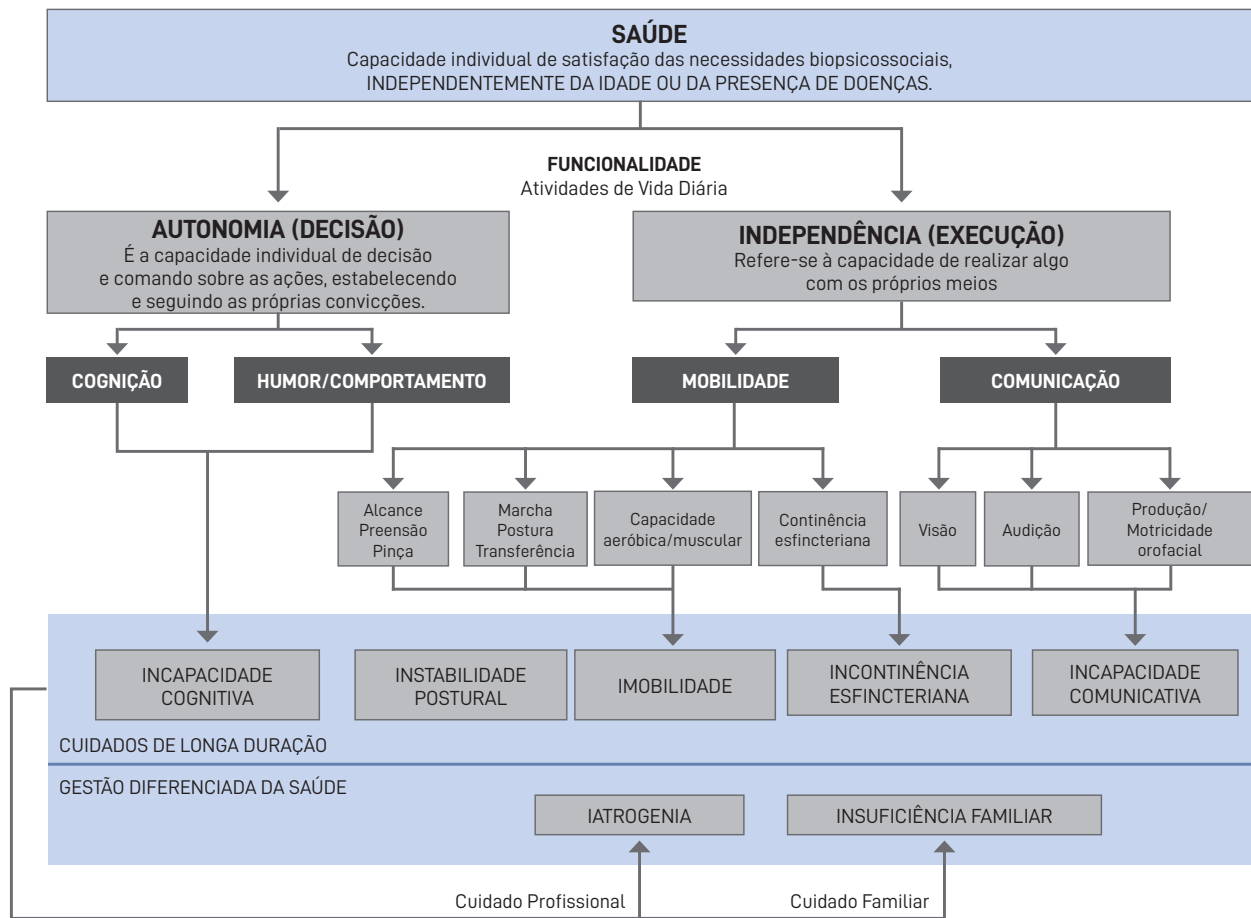 SAÚDE
Capacidade individual de satisfação das necessidades biopsicossociais,
INDEPENDENTEMENTE DA IDADE OU DA PRESENÇA DE DOENÇAS.
FUNCIONALIDADE
Atividades de Vida Diária
AUTONOMIA (DECISÃO)
É a capacidade individual de decisão
e comando sobre as ações, estabelecendo
e seguindo as próprias convicções.
INDEPENDÊNCIA (EXECUÇÃO)
Refere-se à capacidade de realizar algo
com os próprios meios
COGNIÇÃO
HUMOR/COMPORTAMENTO
MOBILIDADE
COMUNICAÇÃO
Alcance
Preensão
Pinça
Marcha
Postura
Transferência
Capacidade
aeróbica/muscular
Continência
esfincteriana
Visão
Audição
Produção/
Motricidade
orofacial
INCAPACIDADE
COGNITIVA
INSTABILIDADE
POSTURAL
IMOBILIDADE
INCONTINÊNCIA
ESFINCTERIANA
INCAPACIDADE
COMUNICATIVA
CUIDADOS DE LONGA DURAÇÃO
GESTÃO DIFERENCIADA DA SAÚDE
IATROGENIA
INSUFICIÊNCIA FAMILIAR
Cuidado Profissional
Cuidado Familiar